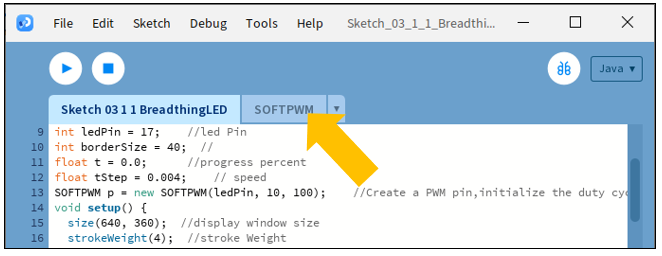 File Edit Sketch Debug Tools Help Sketch_03_1_1_Breadthi...
Java
Sketch 03 1 1 BreadthingLED SOFTPWM
9 int ledPin = 17; //led Pin
10 int borderSize = 40; //
11 float t = 0.0; //progress percent
12 float tStep = 0.004; // speed
13 SOFTPWM p = new SOFTPWM(ledPin, 10, 100); //Create a PWM pin,initialize the duty cyc
14 void setup() {
15 size(640, 360); //display window size
16 strokeWeight(4); //stroke Weight